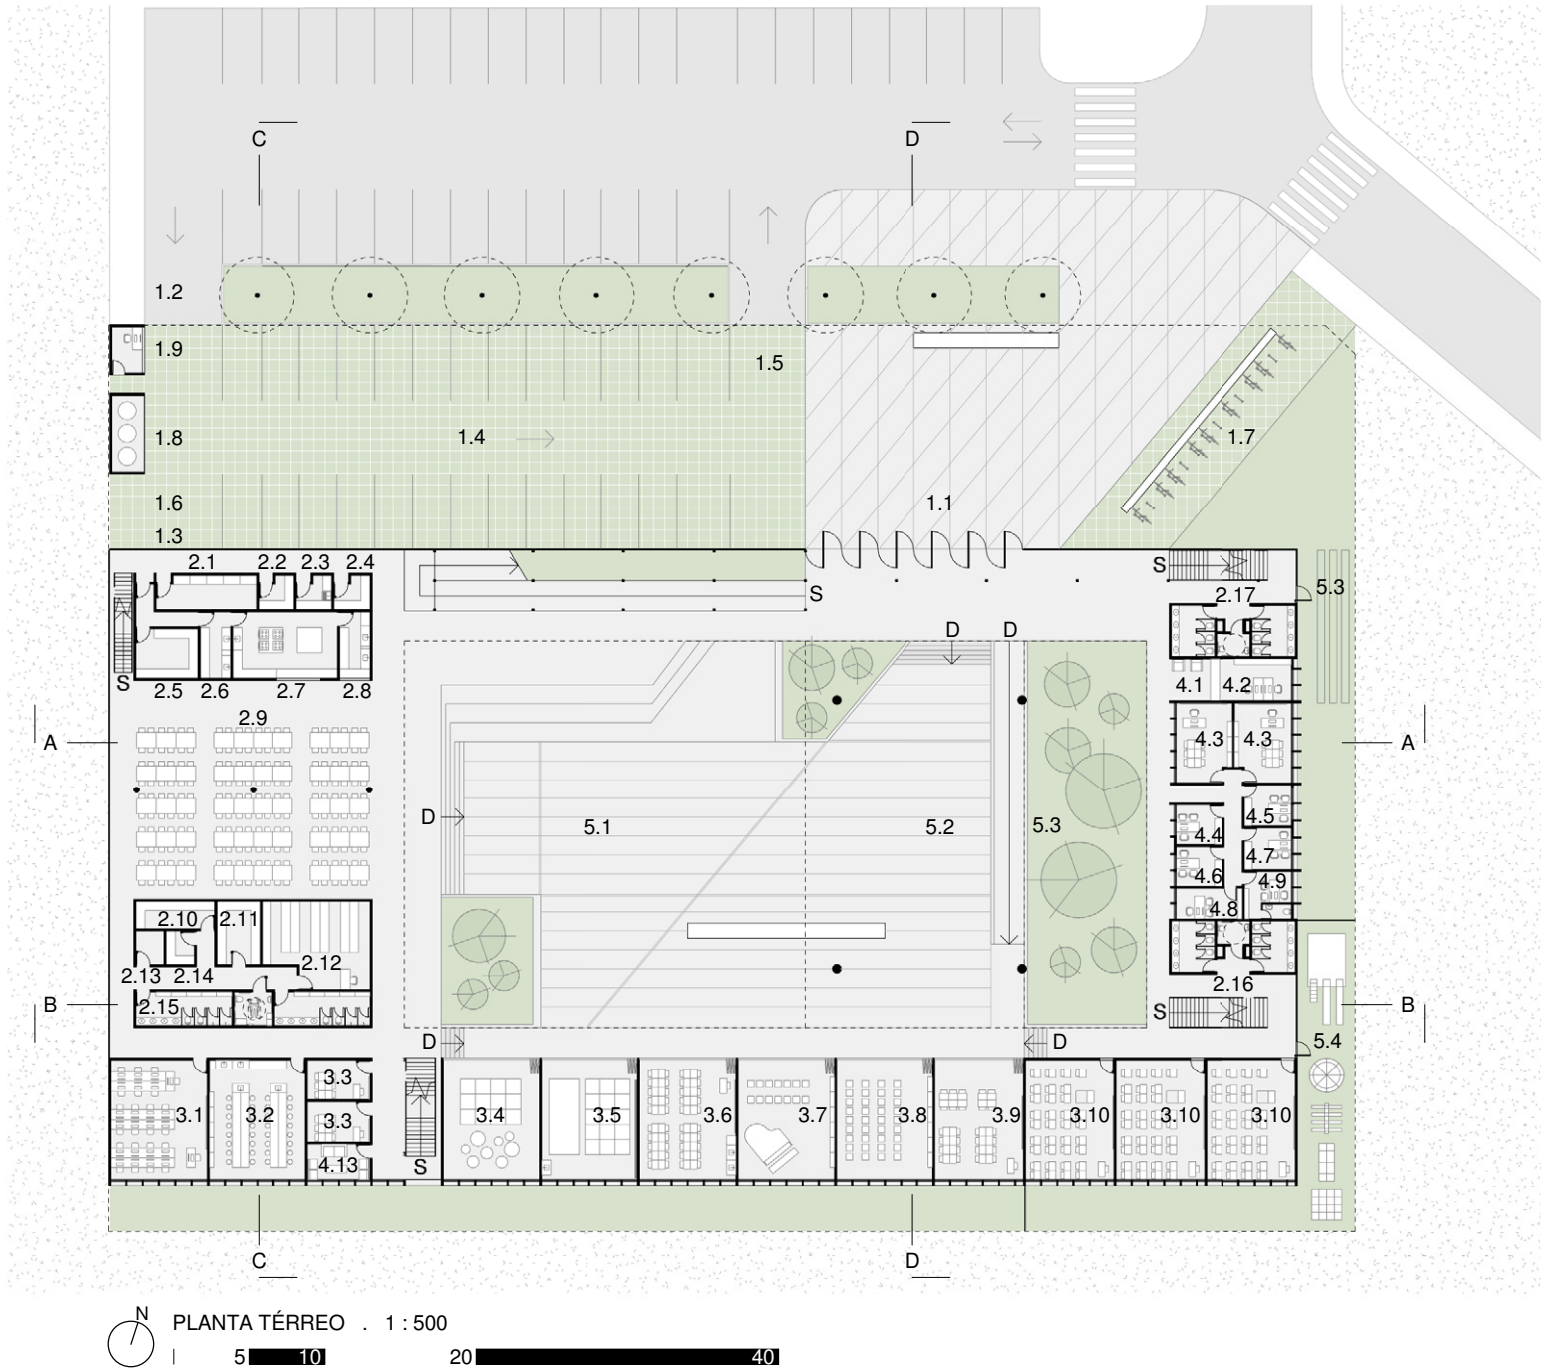 C D
1.2
1.9
1.5
1.8 1.4 1.7
1.6 1.1
1.3
2.1 2.2 2.3 2.4 S
S 2.17 5.3
D D
S 2.5 2.6 2.7 2.8 4.1 4.2
2.9
A 4.3 4.3 A
D 5.1 5.2 5.3 4.4 4.5
4.6 4.7
4.8 4.9
2.10 2.11
2.13 2.14 2.12
2.16
B 2.15 S B
D D 5.4
3.3
3.1 3.2 3.3 3.4 3.5 3.6 3.7 3.8 3.9 3.10 3.10 3.10
4.13 S
C D
N
PLANTA TÉRREO . 1 : 500
5 10 20 40